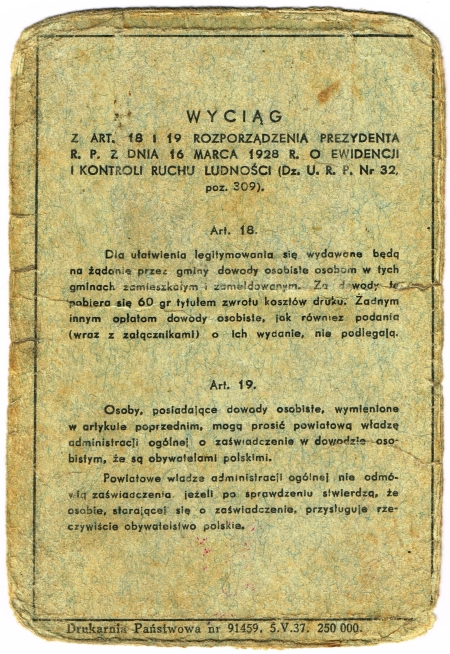 WYCIĄG
Z ART. 18 I 19 ROZPORZĄDZENIA PREZYDENTA
R. P. Z DNIA 16 MARCA 1928 R. O EWIDENCJI
I KONTROLI RUCHU LUDNOŚCI (Dz. U. R. P. Nr 32,
poz. 309).
Art. 18.
Dla ułatwienia legitymowania się wydawane będą
na żądanie przez gminy dowody osobiste osobom w tych
gminach zamieszkałym i zameldowanym. Za dowody te
pobiera się 60 gr tytułem zwrotu kosztów druku. Żadnym
innym opłatom dowody osobiste, jak również podania
(wraz z załącznikami) o ich wydanie, nie podlegają.
Art. 19.
Osoby, posiadające dowody osobiste, wymienione
w artykule poprzednim, mogą prosić powiatową władzę
administracji ogólnej o zaświadczenie w dowodzie oso-
bistym, że są obywatelami polskimi.
Powiatowe władze administracji ogólnej nie odmó-
wią zaświadczenia jeżeli po sprawdzeniu stwierdzą, że
osobie, starającej się o zaświadczenie, przysługuje rze-
czywiście obywatelstwo polskie.
Drukarnia Państwowa nr 91459. 5.V.37. 250 000.